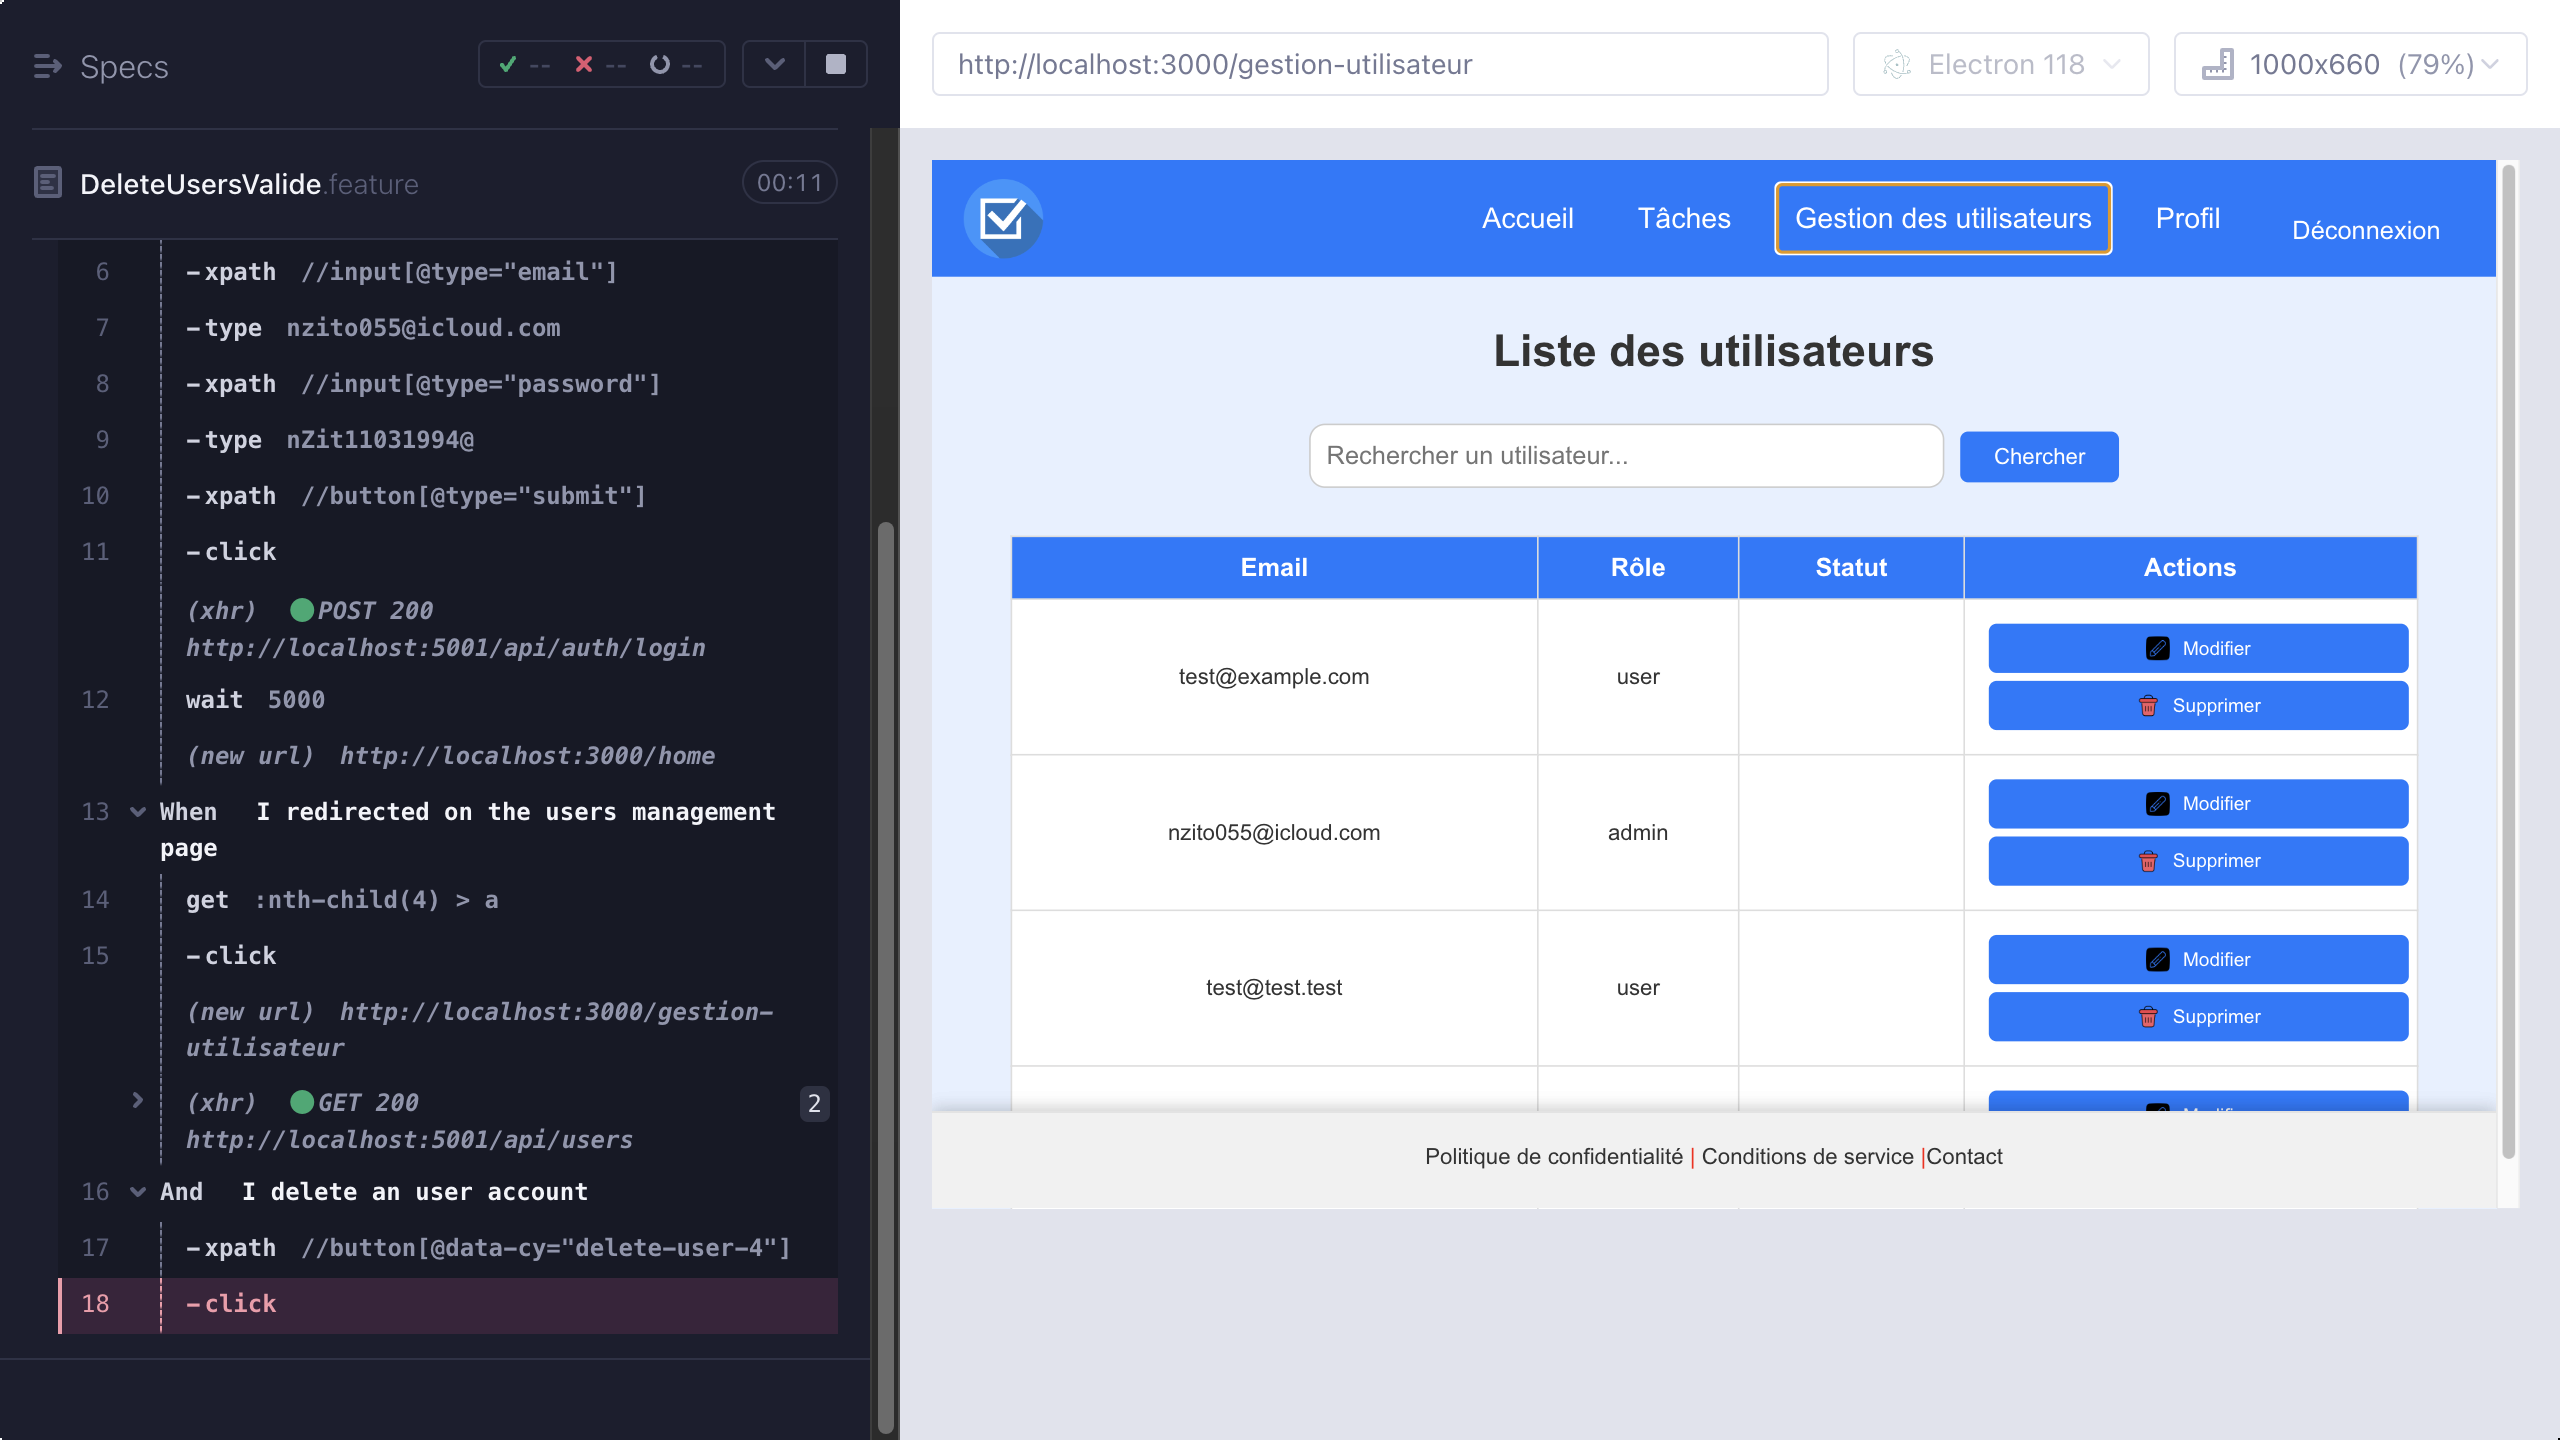 Specs
-- -- --
DeleteUsersValide.feature 00:11
6 -xpath //input[@type="email"]
7 -type nzito055@icloud.com
8 -xpath //input[@type="password"]
9 -type nZit11031994@
10 -xpath //button[@type="submit"]
11 -click
(xhr) POST 200
http://localhost:5001/api/auth/login
12 wait 5000
(new url) http://localhost:3000/home
13 When I redirected on the users management
page
14 get :nth-child(4) > a
15 -click
(new url) http://localhost:3000/gestion-
utilisateur
(xhr) GET 200 2
http://localhost:5001/api/users
16 And I delete an user account
17 -xpath //button[@data-cy="delete-user-4"]
18 -click
http://localhost:3000/gestion-utilisateur Electron 118 1000x660 (79%)
Accueil Tâches Gestion des utilisateurs Profil Déconnexion
Liste des utilisateurs
Rechercher un utilisateur... Chercher
Email Rôle Statut Actions
test@example.com user Modifier
Supprimer
nzito055@icloud.com admin Modifier
Supprimer
test@test.test user Modifier
Supprimer
Politique de confidentialité | Conditions de service |Contact